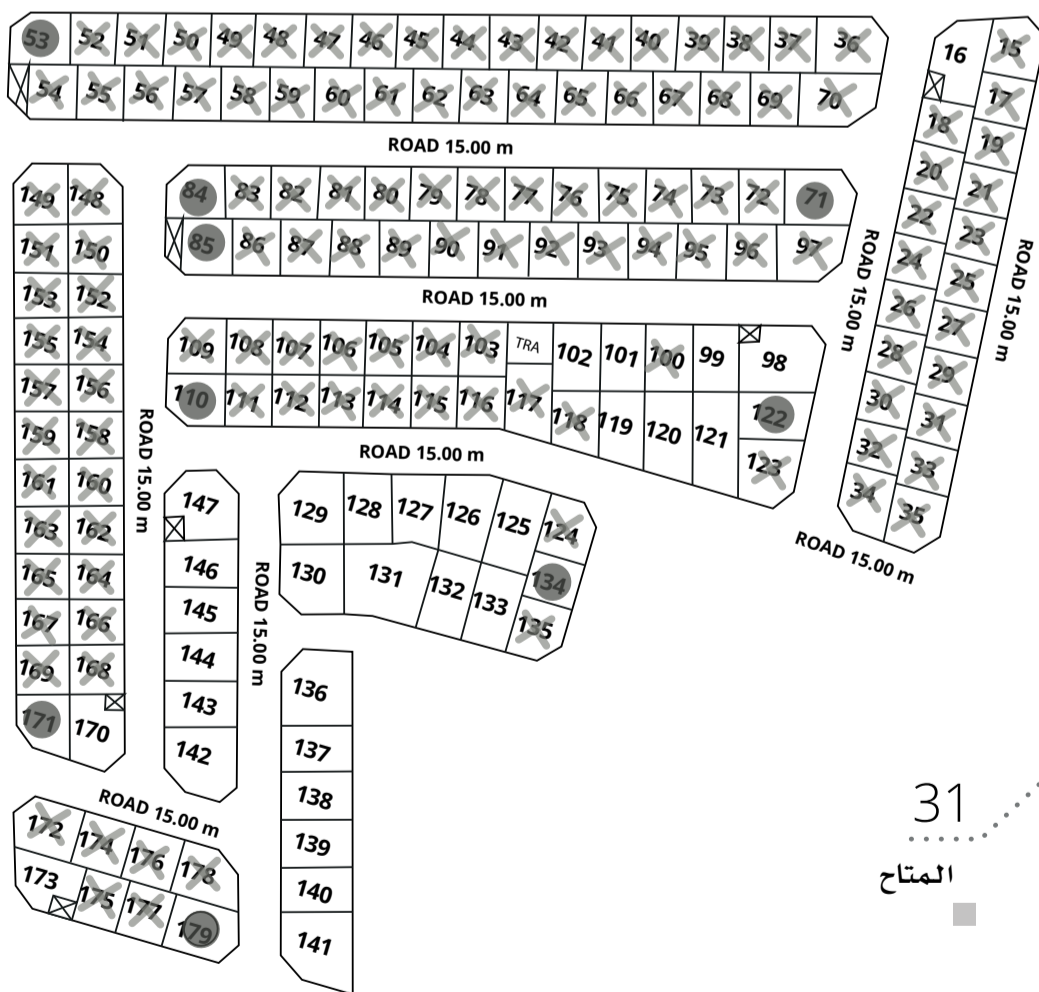 53 52 51 50 49 48 47 46 45 44 43 42 41 40 39 38 37 36
54 55 56 57 58 59 60 61 62 63 64 65 66 67 68 69 70
ROAD 15.00 m
84 83 82 81 80 79 78 77 76 75 74 73 72 71
85 86 87 88 89 90 91 92 93 94 95 96 97
ROAD 15.00 m
109 108 107 106 105 104 103 TRA 102 101 100 99 98
110 111 112 113 114 115 116 117 118 119 120 121 122
123
ROAD 15.00 m
16 15
17
18 19
20 21
22 23
24 25
26 27
28 29
30 31
32 33
34 35
ROAD 15.00 m
ROAD 15.00 m
ROAD 15.00 m
149 148
151 150
153 152
155 154
157 156
159 158
161 160
163 162
165 164
167 166
169 168
171 170
ROAD 15.00 m
147
146
145
144
143
142
ROAD 15.00 m
129 128 127 126 125 124
130 131 132 133 134
135
136
137
138
139
140
141
ROAD 15.00 m
172 174 176 178
173 175 177 179
31
المتاح